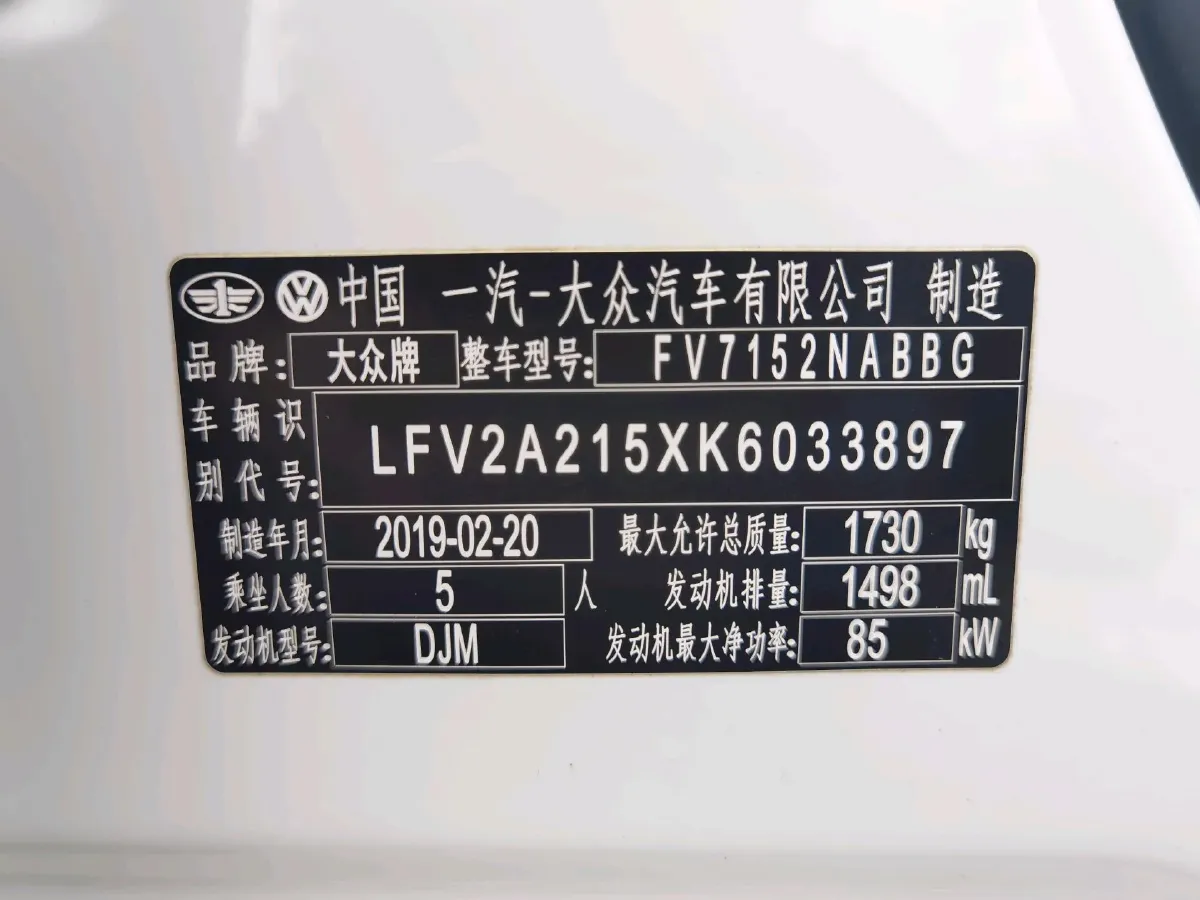 中国 一汽-大众汽车有限公司 制造
品牌: 大众牌 整车型号: FV7152NABBG
车辆识
别代号: LFV2A215XK6033897
制造年月: 2019-02-20 最大允许总质量: 1730 kg
乘坐人数: 5 人 发动机排量: 1498 mL
发动机型号: DJM 发动机最大净功率: 85 kW